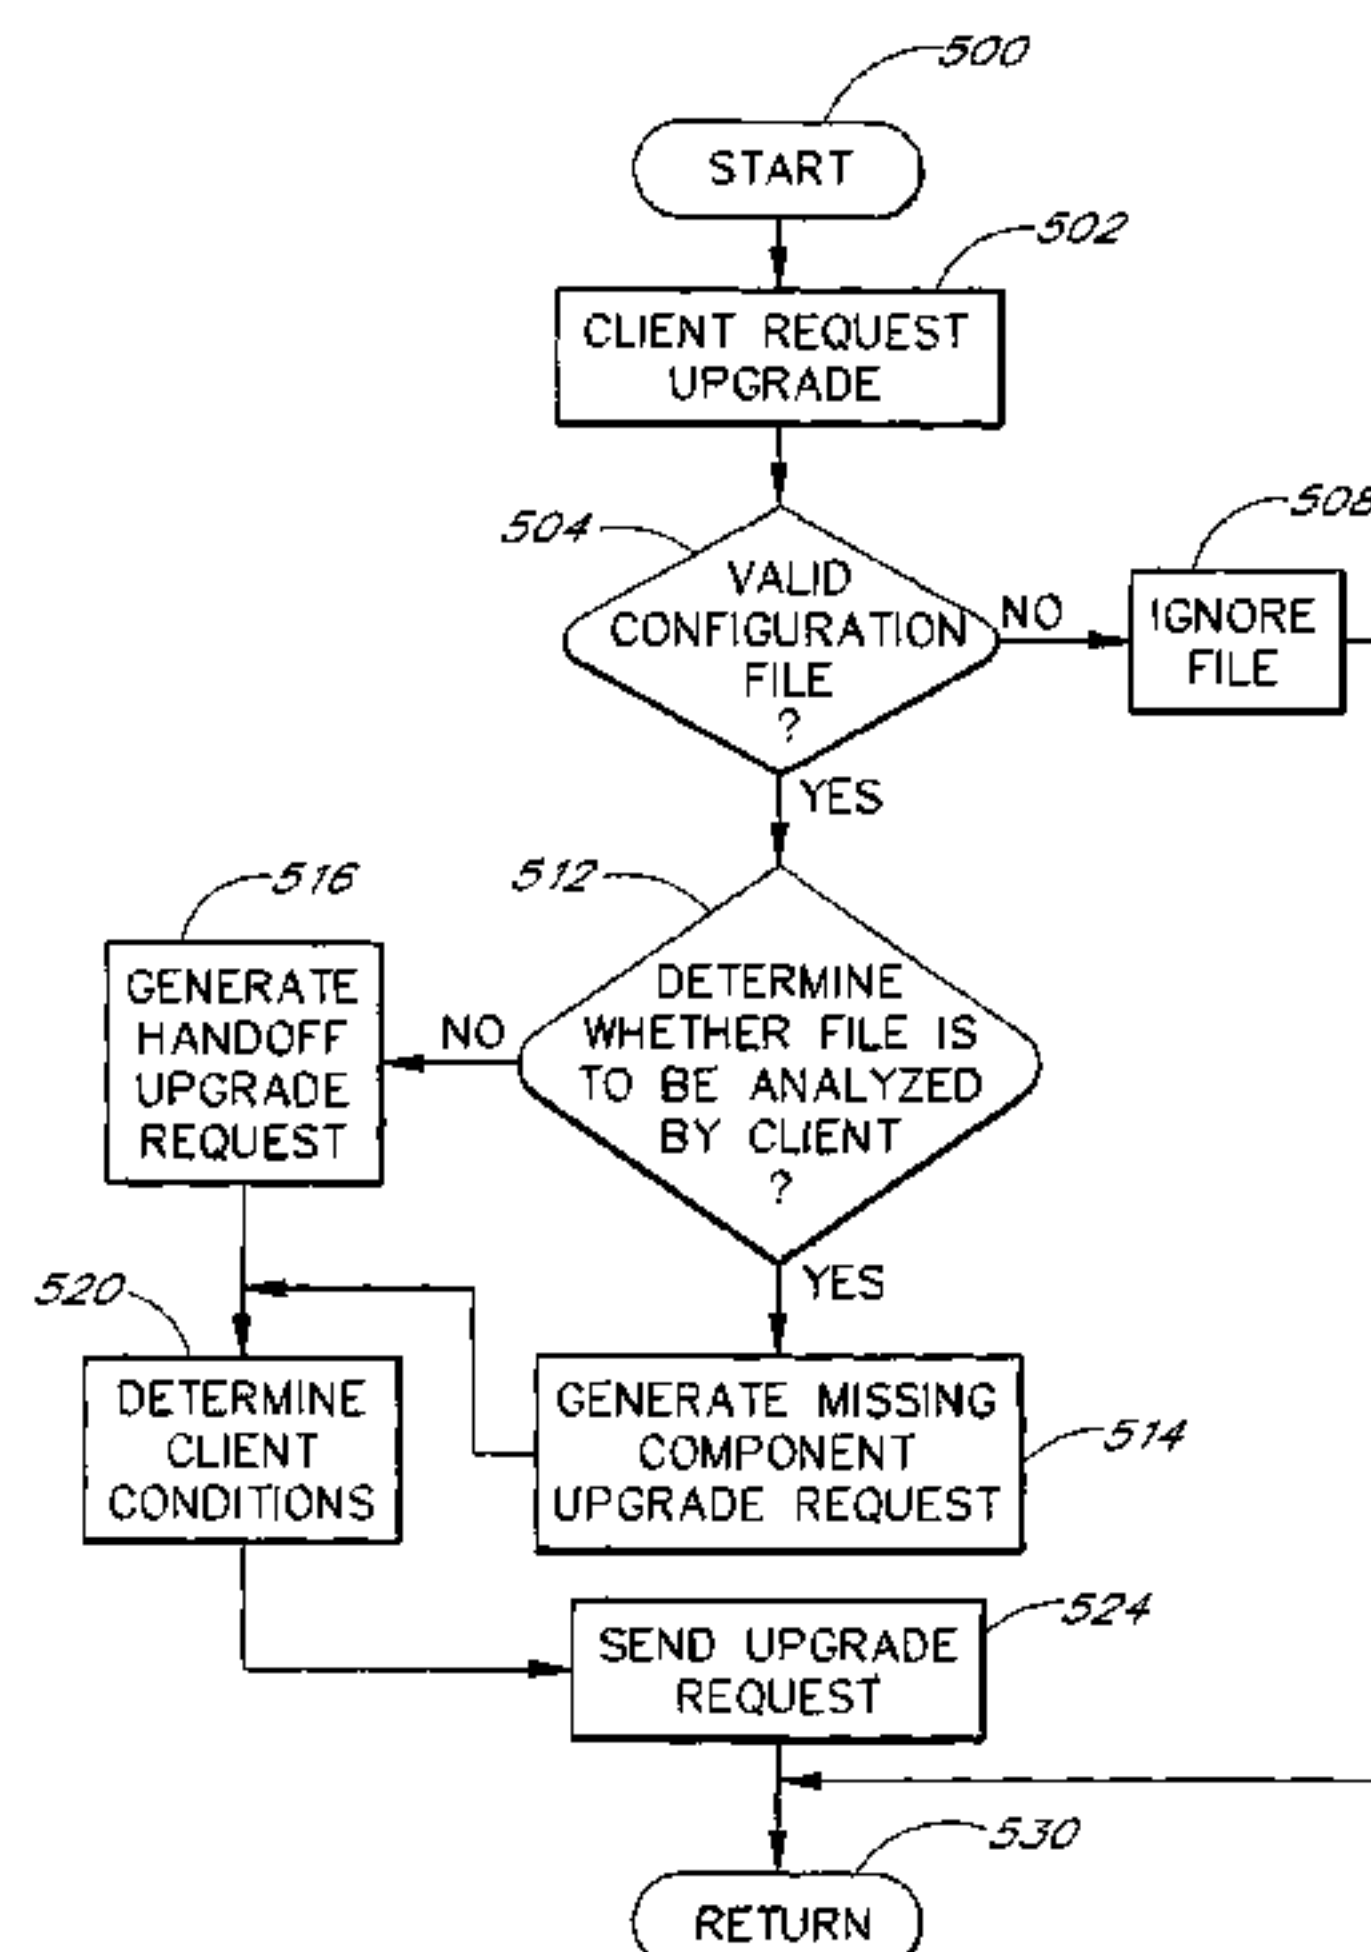 500
START
502
CLIENT REQUEST
UPGRADE
504
VALID
CONFIGURATION
FILE
?
NO
508
IGNORE
FILE
YES
516
512
GENERATE
HANDOFF
UPGRADE
REQUEST
NO
DETERMINE
WHETHER FILE IS
TO BE ANALYZED
BY CLIENT
?
YES
520
DETERMINE
CLIENT
CONDITIONS
GENERATE MISSING
COMPONENT
UPGRADE REQUEST
514
524
SEND UPGRADE
REQUEST
530
RETURN